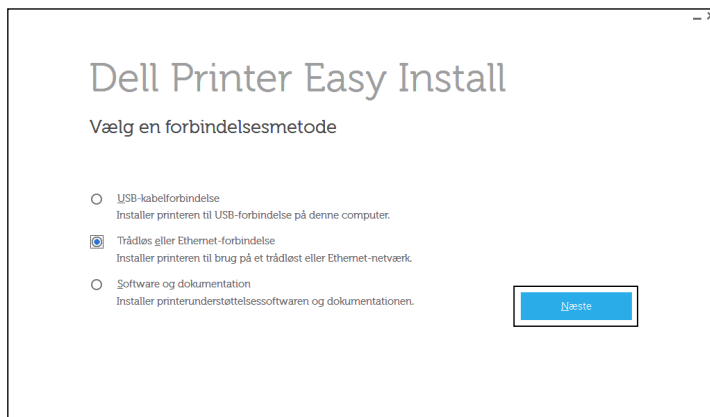 Dell Printer Easy Install
Vælg en forbindelsesmetode
USB-kabelforbindelse
Installer printeren til USB-forbindelse på denne computer.
Trådløs eller Ethernet-forbindelse
Installer printeren til brug på et trådløst eller Ethernet-netværk.
Software og dokumentation
Installer printerunderstøttelsessoftwaren og dokumentationen.
Næste